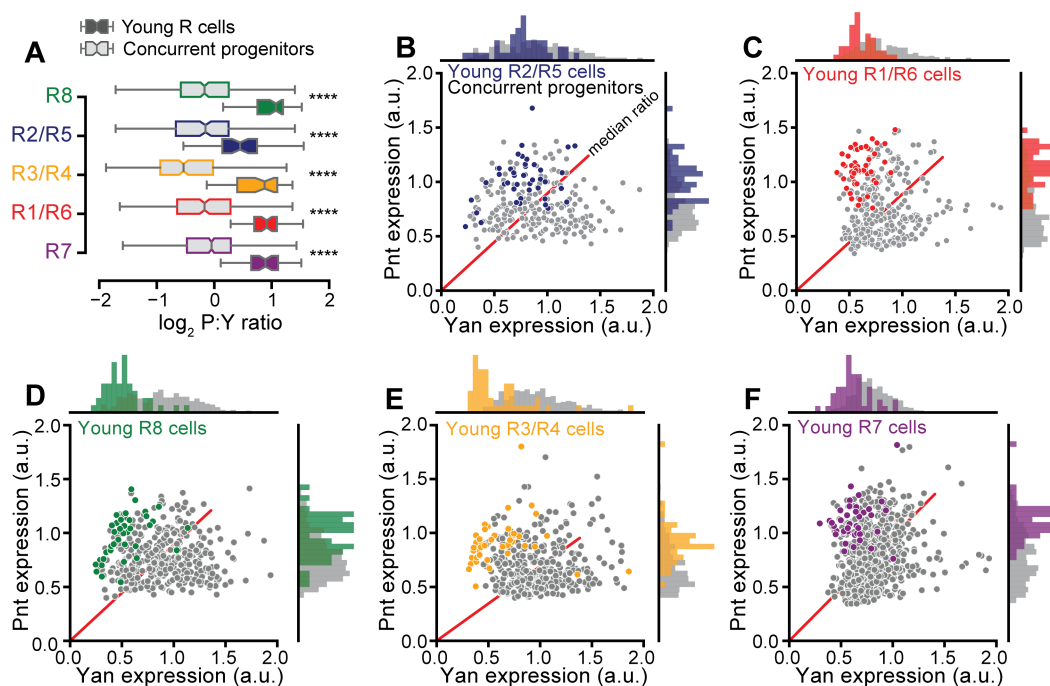 A
Young R cells
Concurrent progenitors
R8
****
R2/R5
****
R3/R4
****
R1/R6
****
R7
****
−2 −1 0 1 2
log2 P:Y ratio
B
Young R2/R5 cells
Concurrent progenitors
median ratio
2.0
1.5
1.0
0.5
0.0
Pnt expression (a.u.)
0.0 0.5 1.0 1.5 2.0
Yan expression (a.u.)
C
Young R1/R6 cells
2.0
1.5
1.0
0.5
0.0
Pnt expression (a.u.)
0.0 0.5 1.0 1.5 2.0
Yan expression (a.u.)
D
Young R8 cells
2.0
1.5
1.0
0.5
0.0
Pnt expression (a.u.)
0.0 0.5 1.0 1.5 2.0
Yan expression (a.u.)
E
Young R3/R4 cells
2.0
1.5
1.0
0.5
0.0
Pnt expression (a.u.)
0.0 0.5 1.0 1.5 2.0
Yan expression (a.u.)
F
Young R7 cells
2.0
1.5
1.0
0.5
0.0
Pnt expression (a.u.)
0.0 0.5 1.0 1.5 2.0
Yan expression (a.u.)